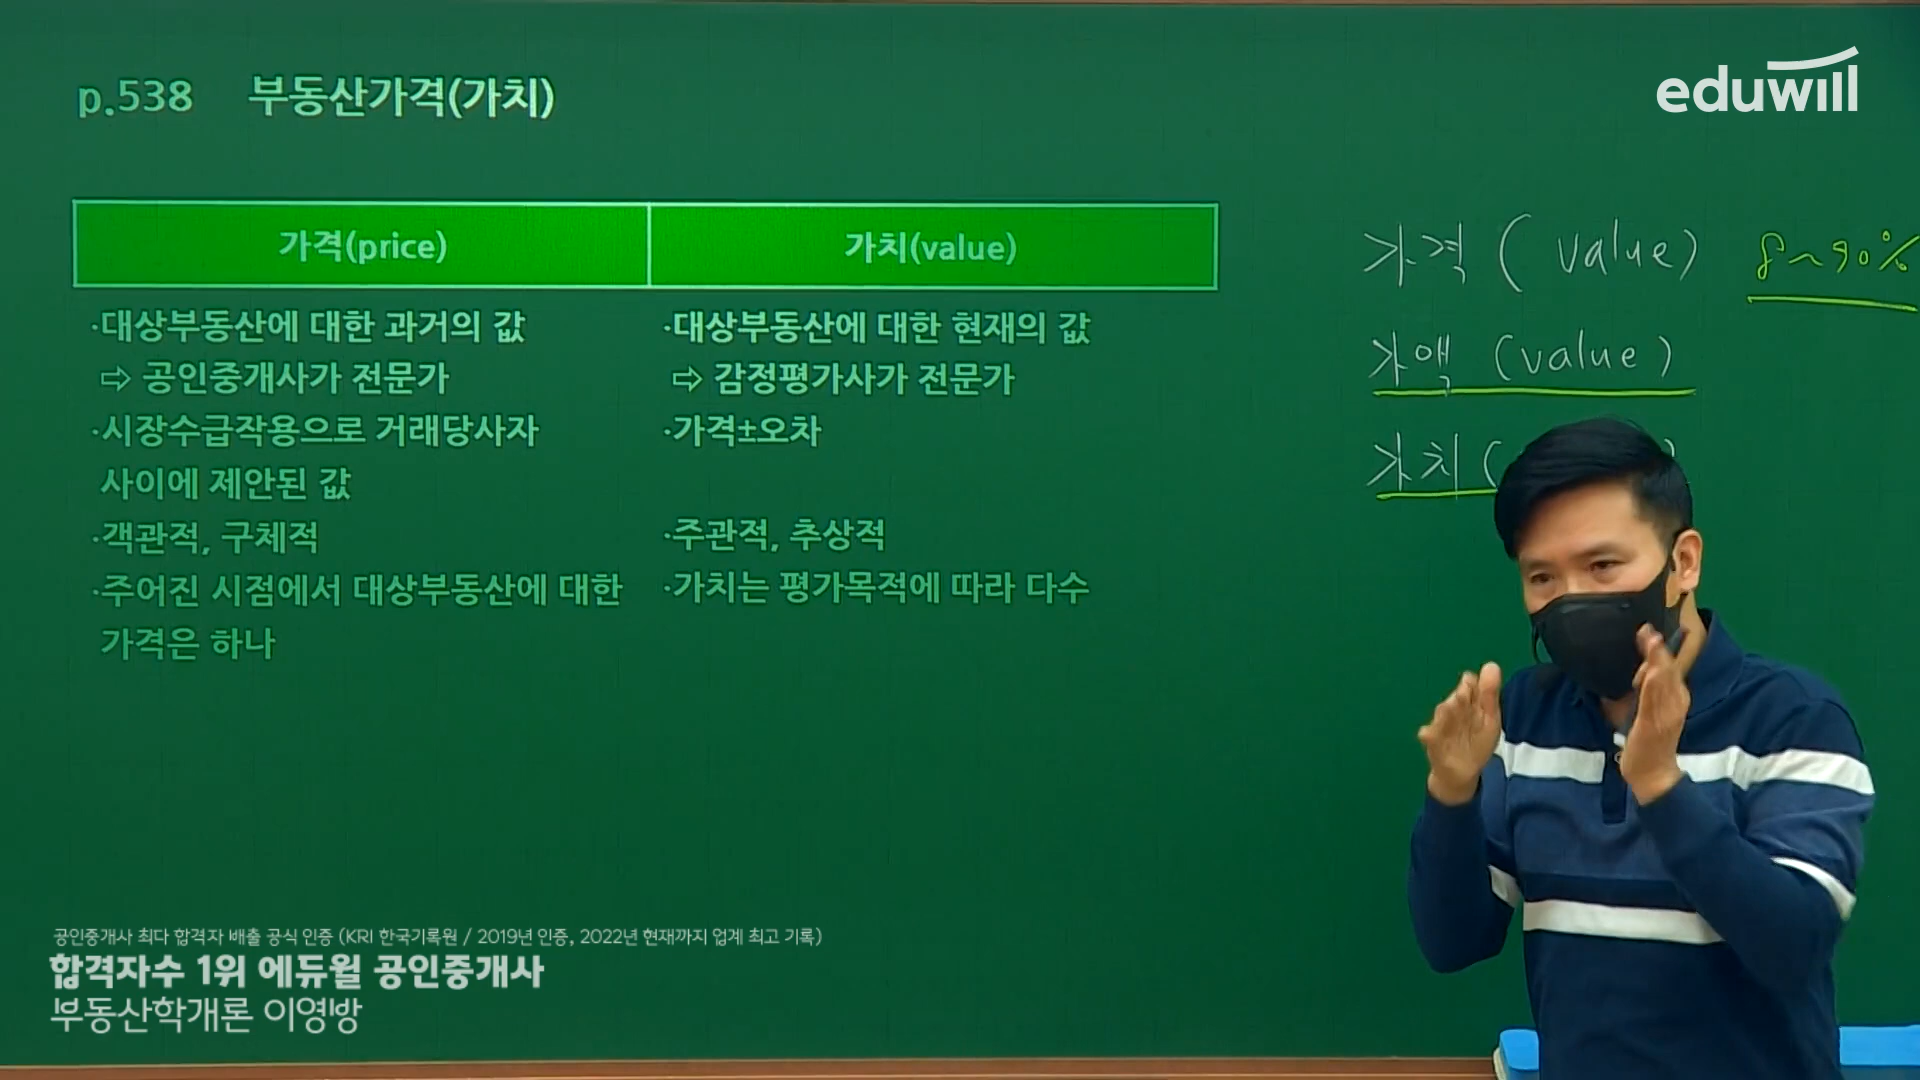 p.538 부동산가격(가치)
eduwill
가격(price) 가치(value)
·대상부동산에 대한 과거의 값
⇨ 공인중개사가 전문가
·시장수급작용으로 거래당사자
사이에 제안된 값
·객관적, 구체적
·주어진 시점에서 대상부동산에 대한
가격은 하나
·대상부동산에 대한 현재의 값
⇨ 감정평가사가 전문가
·가격±오차
·주관적, 추상적
·가치는 평가목적에 따라 다수
가격 (value) 8~90%
가액 (value)
가치(
공인중개사 최다 합격자 배출 공식 인증 (KRI 한국기록원 / 2019년 인증, 2022년 현재까지 업계 최고 기록)
합격자수 1위 에듀윌 공인중개사
부동산학개론 이영방